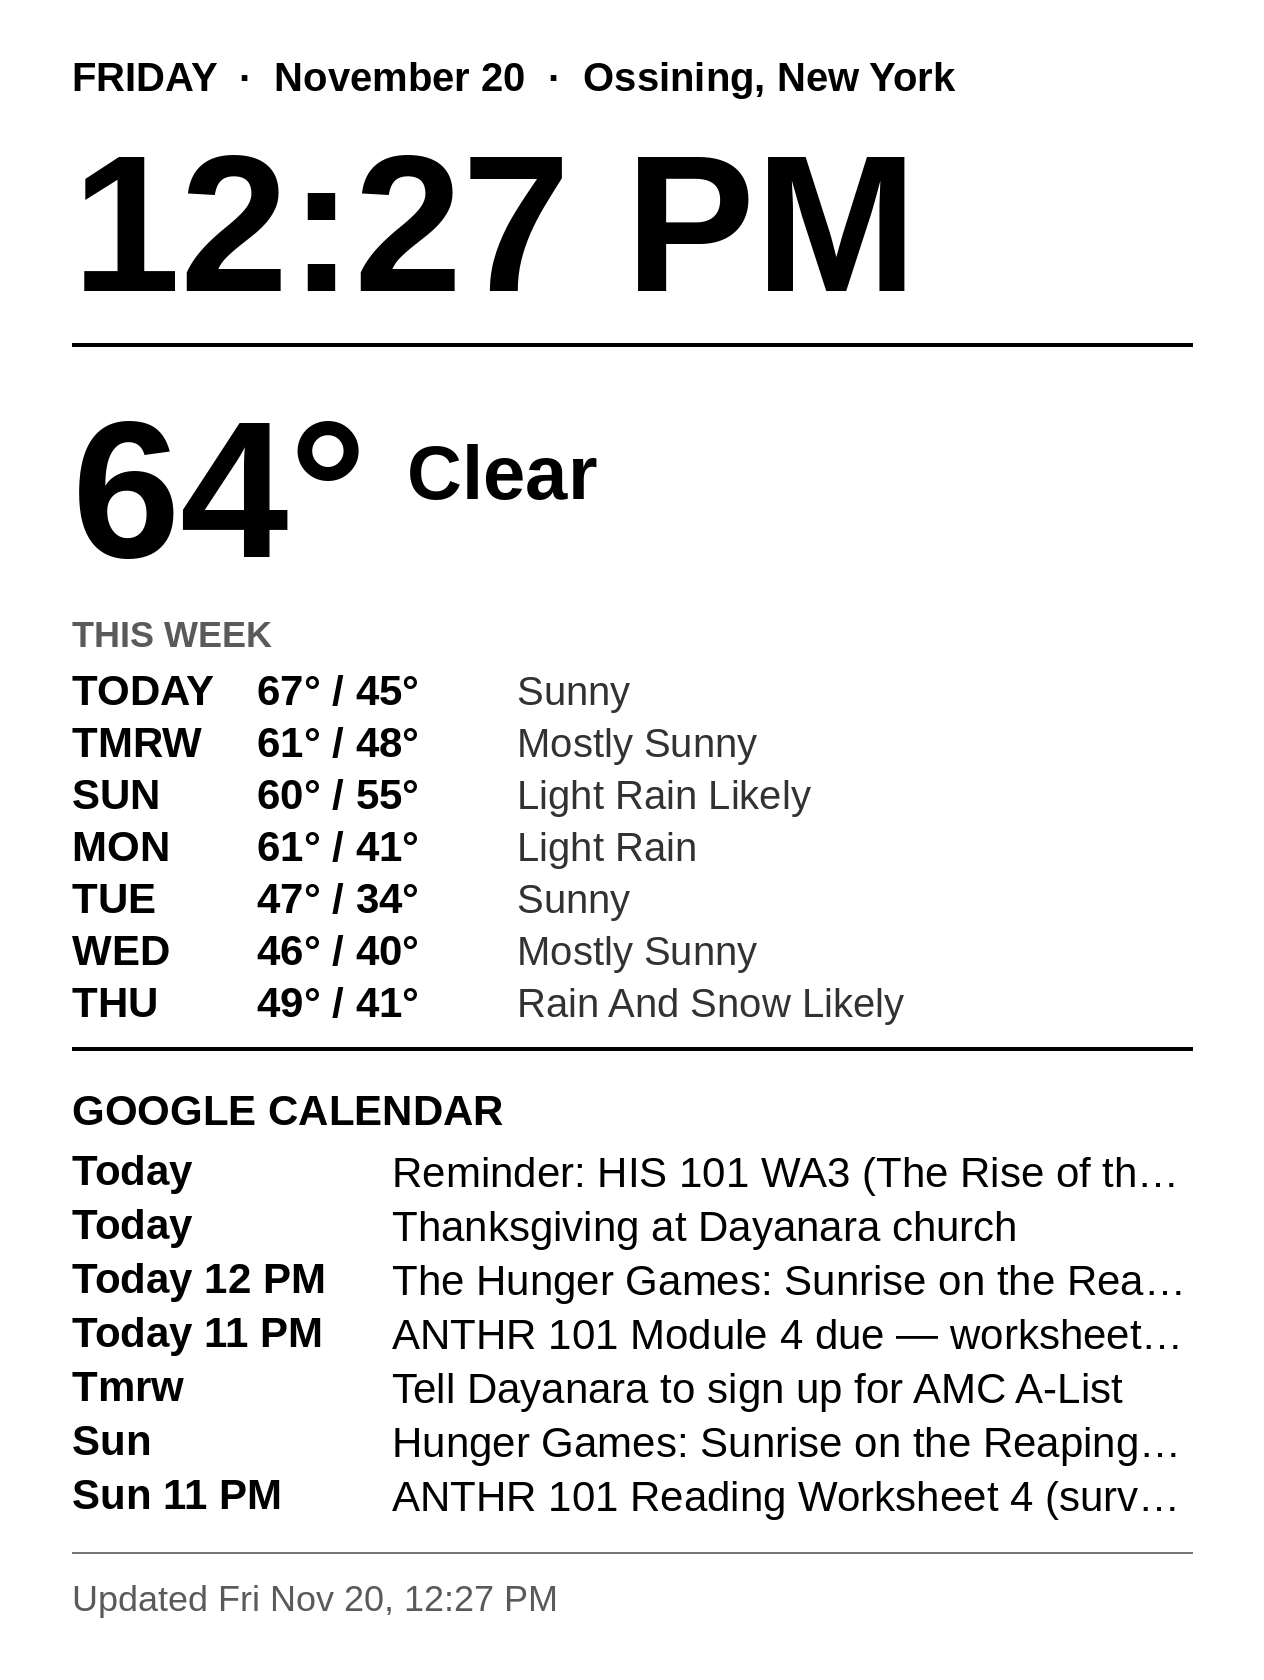 FRIDAY · November 20 · Ossining, New York
12:27 PM
64° Clear
THIS WEEK
TODAY 67° / 45° Sunny
TMRW 61° / 48° Mostly Sunny
SUN 60° / 55° Light Rain Likely
MON 61° / 41° Light Rain
TUE 47° / 34° Sunny
WED 46° / 40° Mostly Sunny
THU 49° / 41° Rain And Snow Likely
GOOGLE CALENDAR
Today Reminder: HIS 101 WA3 (The Rise of th…
Today Thanksgiving at Dayanara church
Today 12 PM The Hunger Games: Sunrise on the Rea…
Today 11 PM ANTHR 101 Module 4 due — worksheet…
Tmrw Tell Dayanara to sign up for AMC A-List
Sun Hunger Games: Sunrise on the Reaping…
Sun 11 PM ANTHR 101 Reading Worksheet 4 (surv…
Updated Fri Nov 20, 12:27 PM